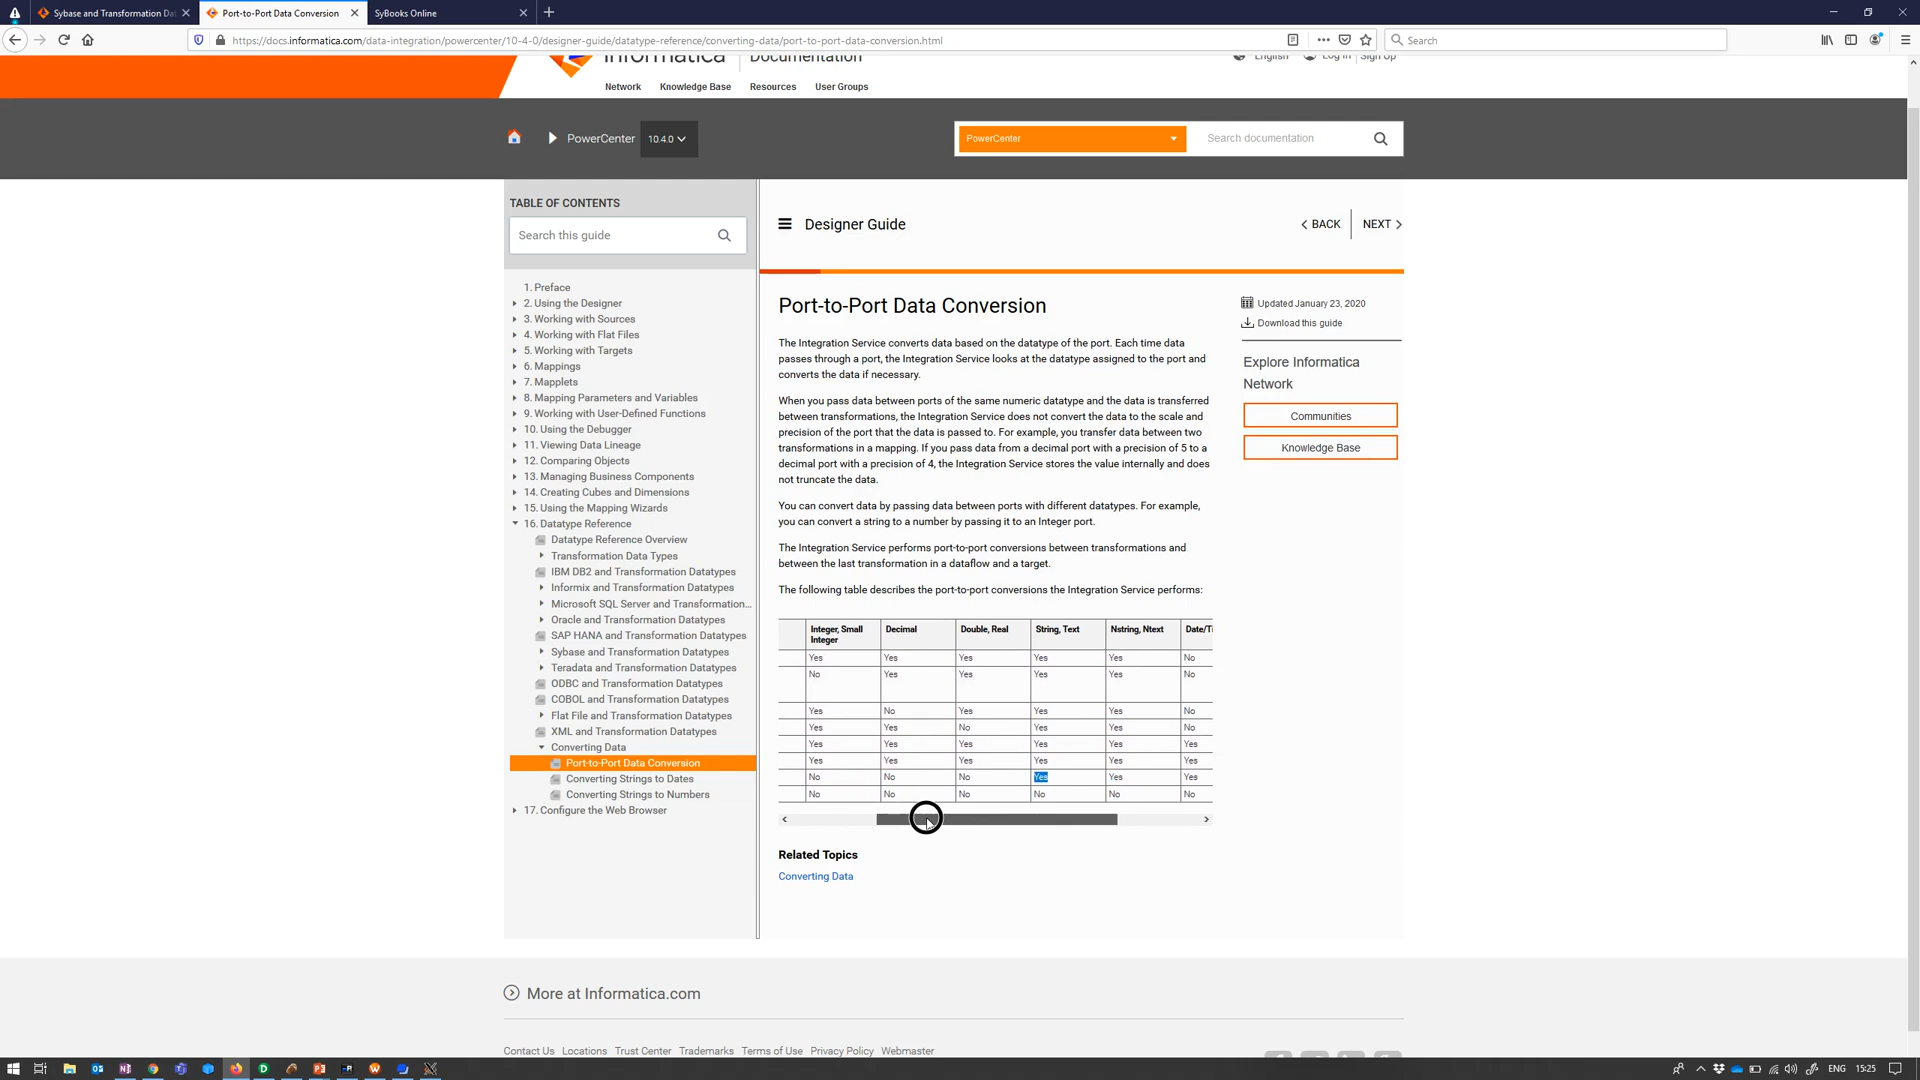 Sybase and Transformation Dat
Port-to-Port Data Conversion
SyBooks Online
https://docs.informatica.com/data-integration/powercenter/10-4-0/designer-guide/datatype-reference/converting-data/port-to-port-data-conversion.html
Search
Informatica
Documentation
English
Log In
Sign Up
Network
Knowledge Base
Resources
User Groups
PowerCenter
10.4.0
PowerCenter
Search documentation
TABLE OF CONTENTS
Search this guide
1. Preface
2. Using the Designer
3. Working with Sources
4. Working with Flat Files
5. Working with Targets
6. Mappings
7. Mapplets
8. Mapping Parameters and Variables
9. Working with User-Defined Functions
10. Using the Debugger
11. Viewing Data Lineage
12. Comparing Objects
13. Managing Business Components
14. Creating Cubes and Dimensions
15. Using the Mapping Wizards
16. Datatype Reference
Datatype Reference Overview
Transformation Data Types
IBM DB2 and Transformation Datatypes
Informix and Transformation Datatypes
Microsoft SQL Server and Transformation...
Oracle and Transformation Datatypes
SAP HANA and Transformation Datatypes
Sybase and Transformation Datatypes
Teradata and Transformation Datatypes
ODBC and Transformation Datatypes
COBOL and Transformation Datatypes
Flat File and Transformation Datatypes
XML and Transformation Datatypes
Converting Data
Port-to-Port Data Conversion
Converting Strings to Dates
Converting Strings to Numbers
17. Configure the Web Browser
Designer Guide
BACK
NEXT
Port-to-Port Data Conversion
The Integration Service converts data based on the datatype of the port. Each time data
passes through a port, the Integration Service looks at the datatype assigned to the port and
converts the data if necessary.
When you pass data between ports of the same numeric datatype and the data is transferred
between transformations, the Integration Service does not convert the data to the scale and
precision of the port that the data is passed to. For example, you transfer data between two
transformations in a mapping. If you pass data from a decimal port with a precision of 5 to a
decimal port with a precision of 4, the Integration Service stores the value internally and does
not truncate the data.
You can convert data by passing data between ports with different datatypes. For example,
you can convert a string to a number by passing it to an Integer port.
The Integration Service performs port-to-port conversions between transformations and
between the last transformation in a dataflow and a target.
The following table describes the port-to-port conversions the Integration Service performs:
Integer, Small Decimal Double, Real String, Text Nstring, Ntext Date/Ti
Integer
Yes Yes Yes Yes Yes No
No Yes Yes Yes Yes No
Yes No Yes Yes Yes No
Yes Yes No Yes Yes No
Yes Yes Yes Yes Yes Yes
Yes Yes Yes Yes Yes Yes
No No No Yes Yes Yes
No No No No No No
Related Topics
Converting Data
Updated January 23, 2020
Download this guide
Explore Informatica
Network
Communities
Knowledge Base
More at Informatica.com
Contact Us
Locations
Trust Center
Trademarks
Terms of Use
Privacy Policy
Webmaster
ENG
15:25